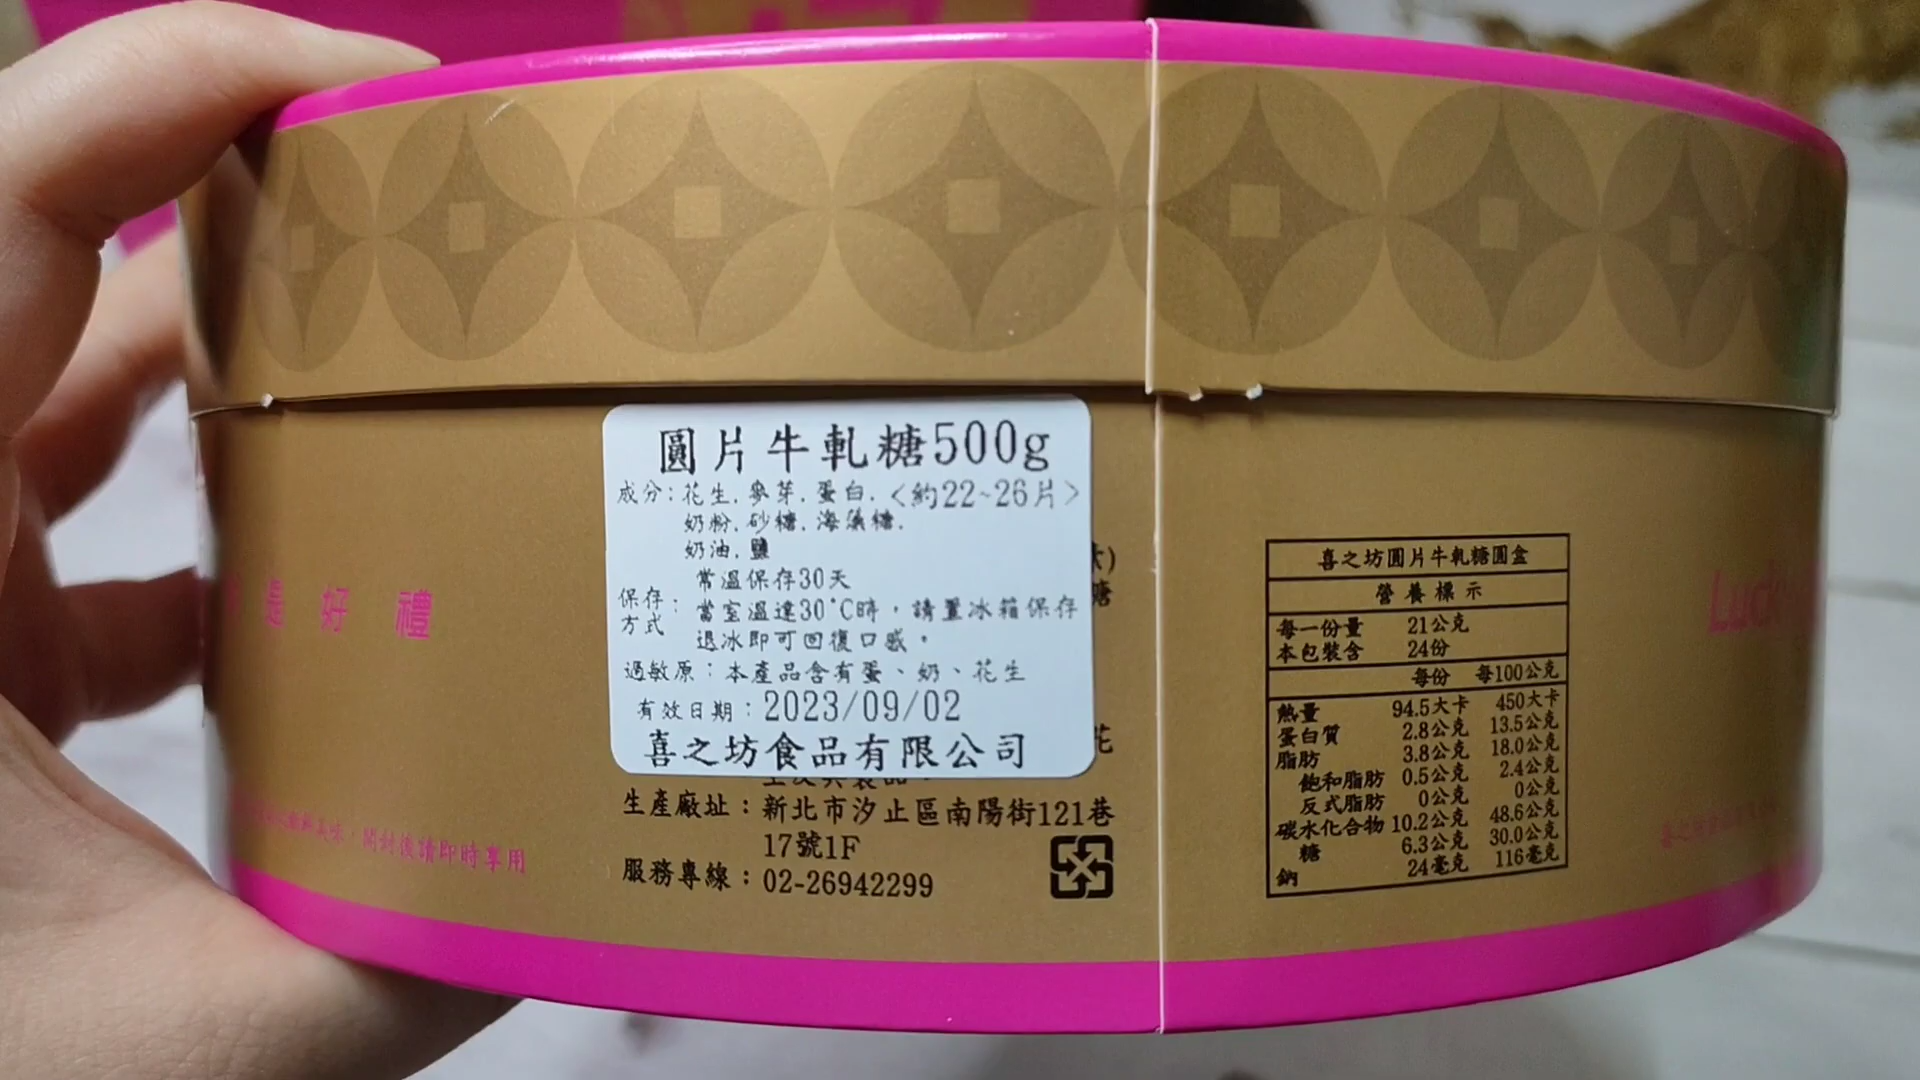 圓片牛軋糖500g
成分：花生.麥芽.蛋白.<約22~26片>
奶粉.砂糖.海藻糖.
奶油.鹽
保存方式：常溫保存30天
當室溫達30°C時，請置冰箱保存
退冰即可回復口感。
過敏原：本產品含有蛋、奶、花生
有效日期：2023/09/02
喜之坊食品有限公司
生產廠址：新北市汐止區南陽街121巷
17號1F
服務專線：02-26942299
是好禮
開封後請即時享用
喜之坊圓片牛軋糖圓盒
營養標示
每一份量 21公克
本包裝含 24份
每份 每100公克
熱量 94.5大卡 450大卡
蛋白質 2.8公克 13.5公克
脂肪 3.8公克 18.0公克
飽和脂肪 0.5公克 2.4公克
反式脂肪 0公克 0公克
碳水化合物 10.2公克 48.6公克
糖 6.3公克 30.0公克
鈉 24毫克 116毫克